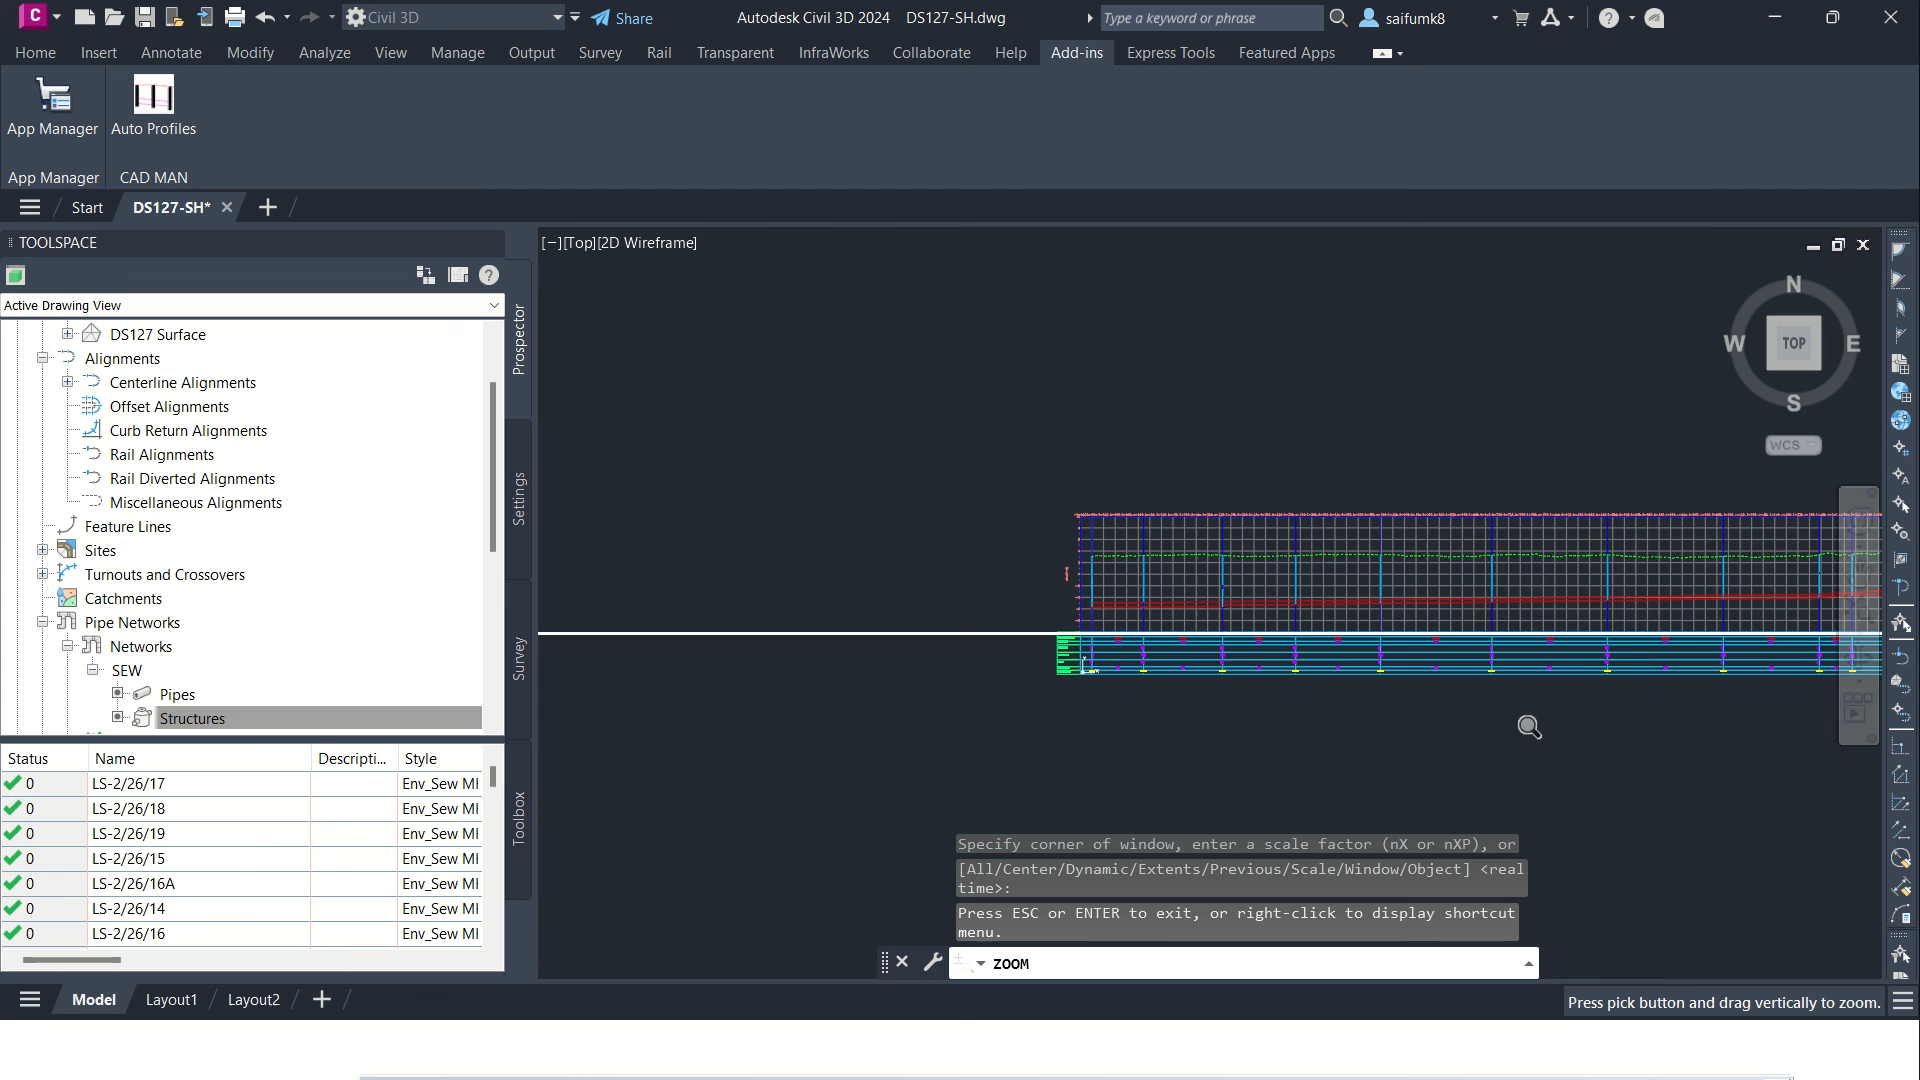 C Civil 3D Share Autodesk Civil 3D 2024 DS127-SH.dwg Type a keyword or phrase saifumk8
Home Insert Annotate Modify Analyze View Manage Output Survey Rail Transparent InfraWorks Collaborate Help Add-ins Express Tools Featured Apps
App Manager Auto Profiles
App Manager CAD MAN
Start DS127-SH*
TOOLSPACE
[−][Top][2D Wireframe]
Active Drawing View
DS127 Surface
Alignments
Centerline Alignments
Offset Alignments
Curb Return Alignments
Rail Alignments
Rail Diverted Alignments
Miscellaneous Alignments
Feature Lines
Sites
Turnouts and Crossovers
Catchments
Pipe Networks
Networks
SEW
Pipes
Structures
Prospector
Settings
Survey
Toolbox
Status Name Descripti... Style
0 LS-2/26/17 Env_Sew MI
0 LS-2/26/18 Env_Sew MI
0 LS-2/26/19 Env_Sew MI
0 LS-2/26/15 Env_Sew MI
0 LS-2/26/16A Env_Sew MI
0 LS-2/26/14 Env_Sew MI
0 LS-2/26/16 Env_Sew MI
N
W TOP E
S
WCS
Specify corner of window, enter a scale factor (nX or nXP), or
[All/Center/Dynamic/Extents/Previous/Scale/Window/Object] <real
time>:
Press ESC or ENTER to exit, or right-click to display shortcut
menu.
ZOOM
Model Layout1 Layout2
Press pick button and drag vertically to zoom.